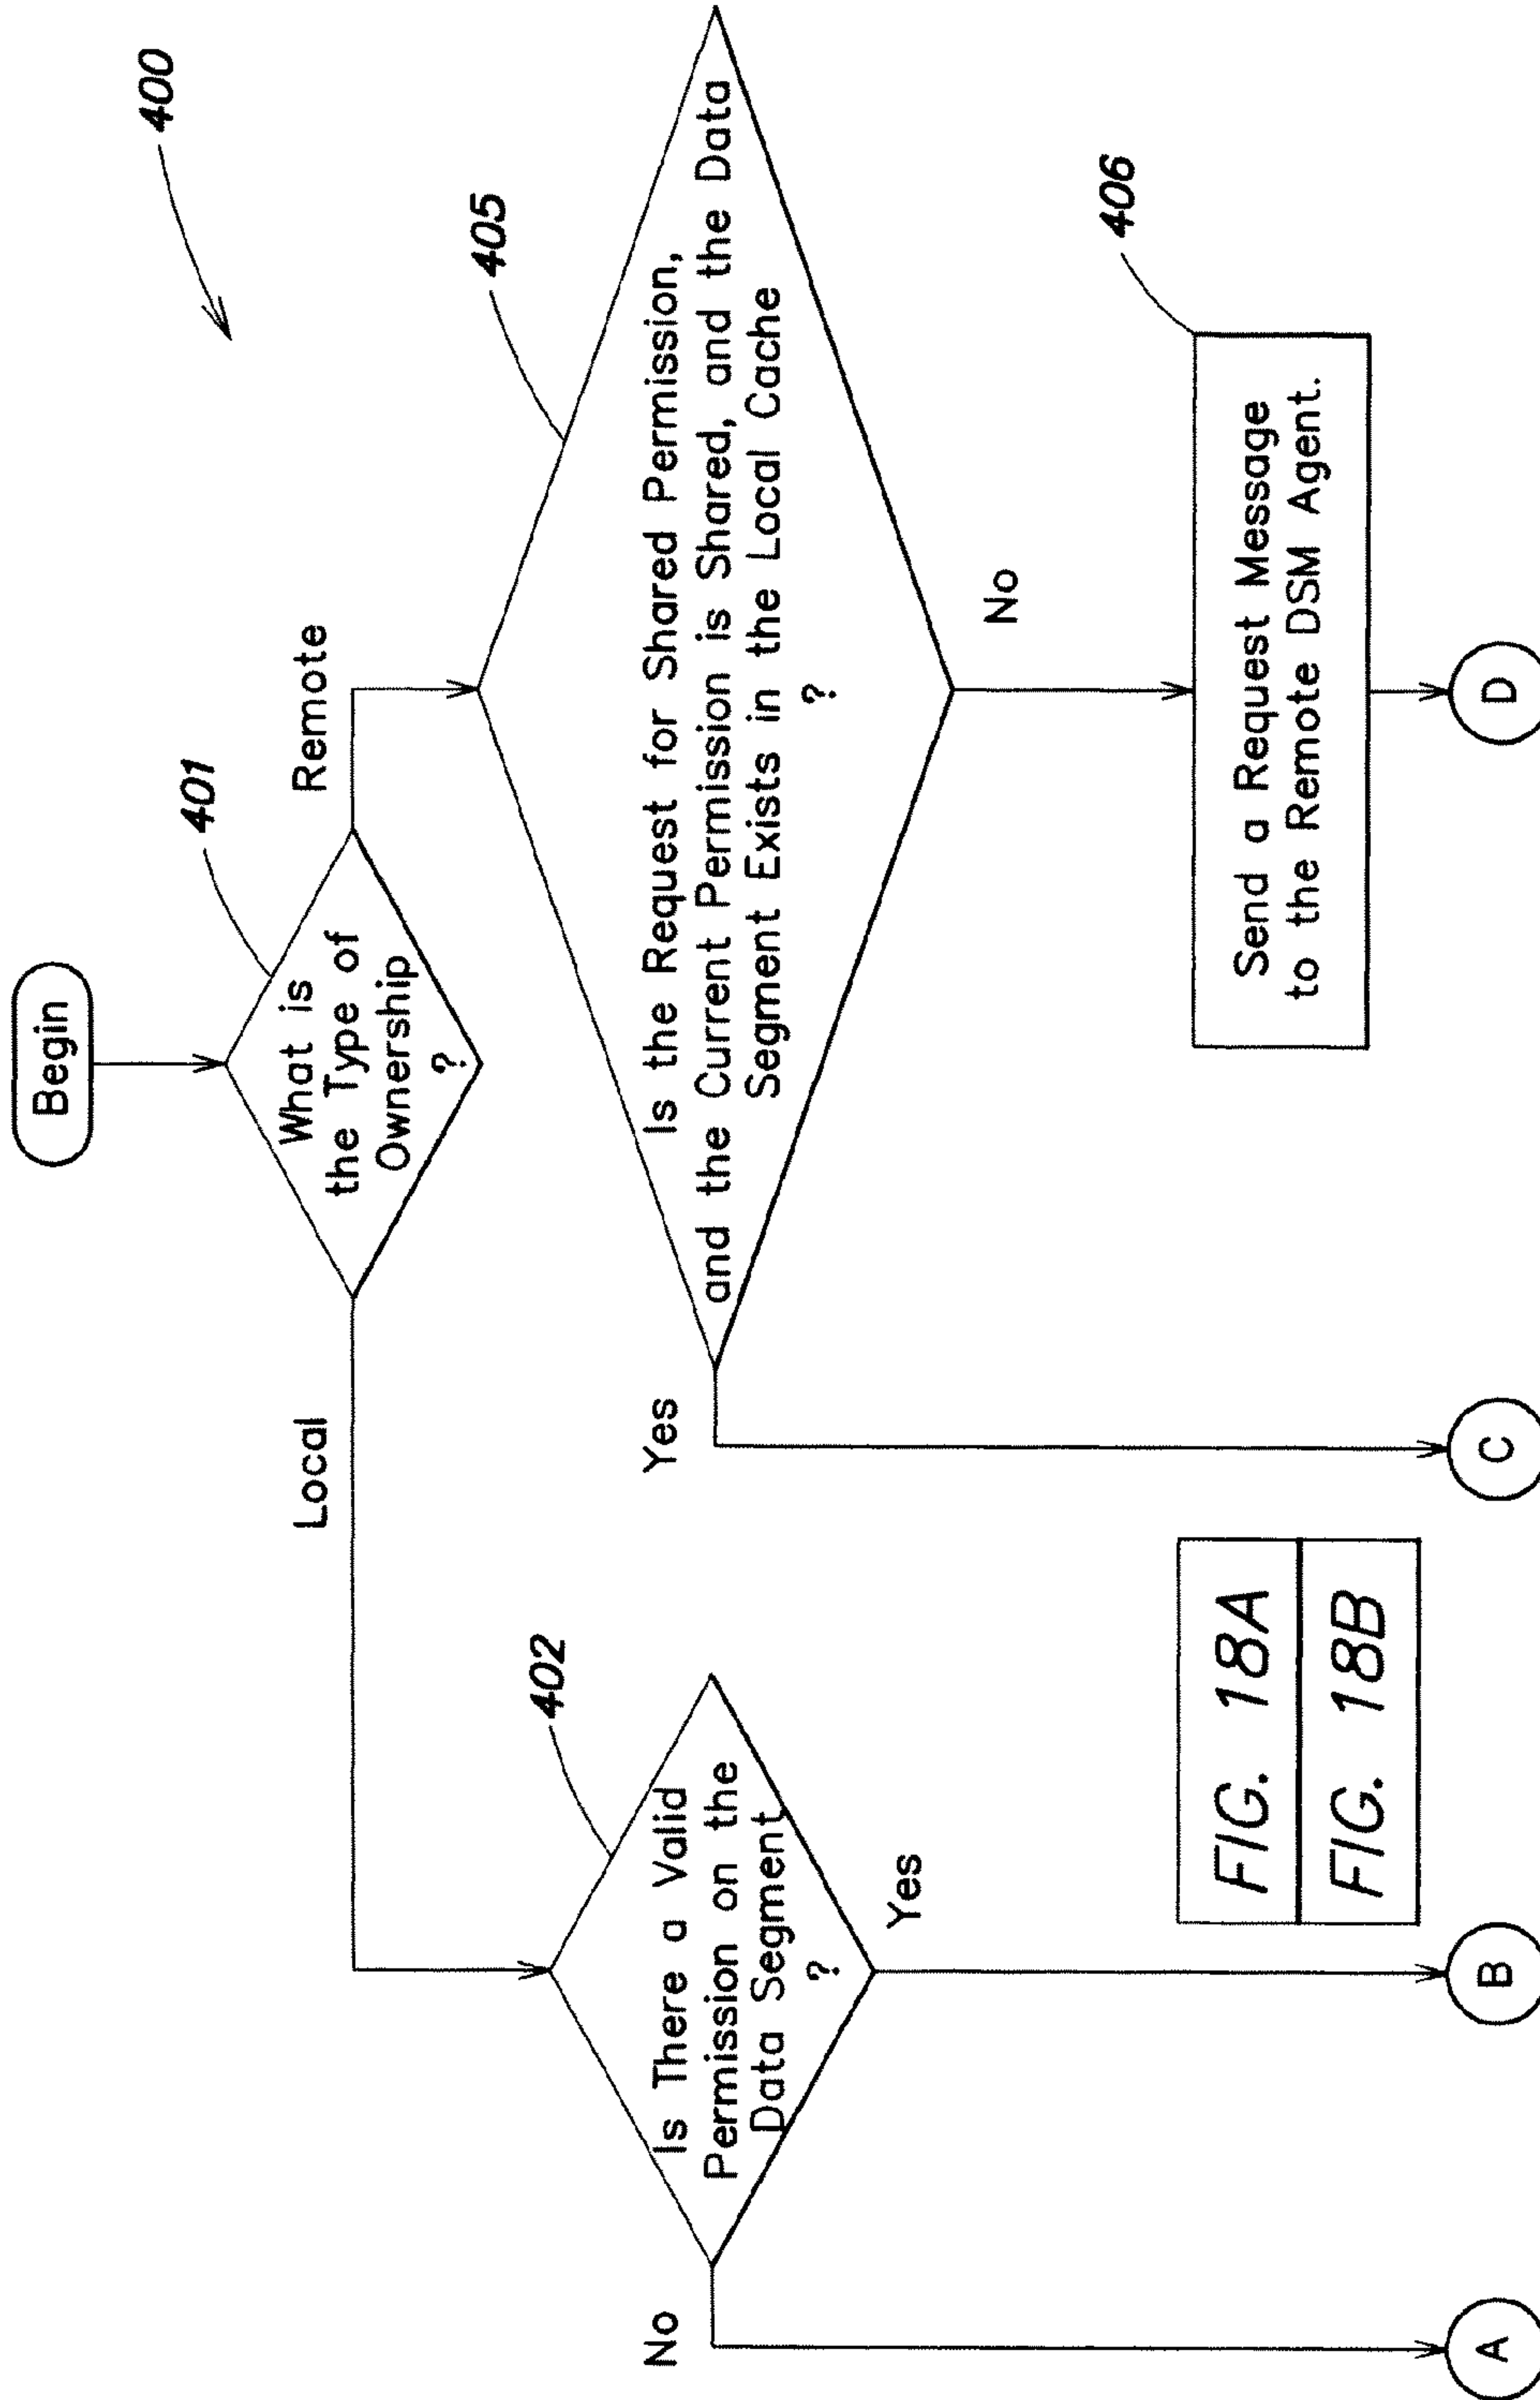 400
Begin
401
What is
the Type of
Ownership
?
Local
Remote
402
Is There a Valid
Permission on the
Data Segment
?
No
Yes
405
Is the Request for Shared Permission,
and the Current Permission is Shared, and the Data
Segment Exists in the Local Cache
?
Yes
No
406
Send a Request Message
to the Remote DSM Agent.
FIG. 18A
FIG. 18B
A
B
C
D